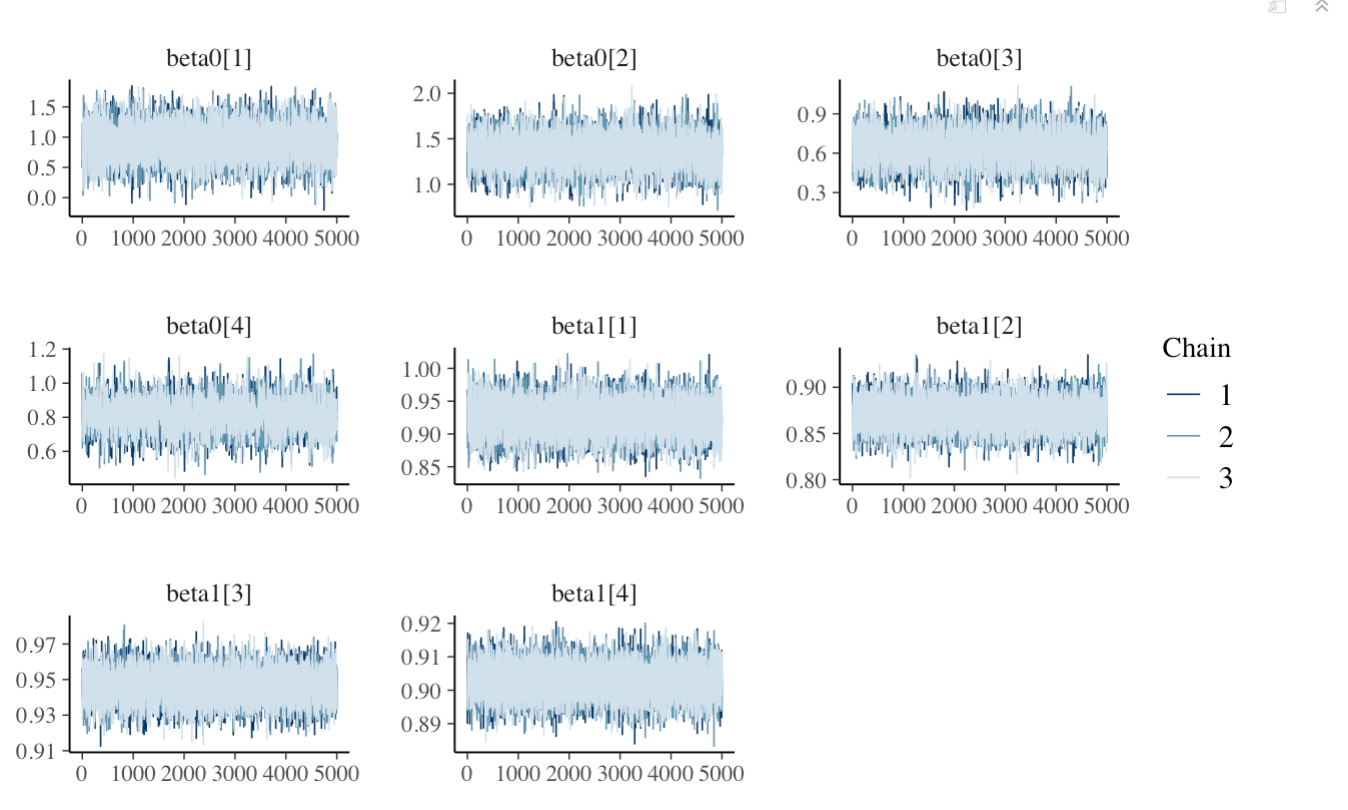 beta0[1] beta0[2] beta0[3]
1.5 1.0 0.5 0.0
0 1000 2000 3000 4000 5000
2.0 1.5 1.0
0 1000 2000 3000 4000 5000
0.9 0.6 0.3
0 1000 2000 3000 4000 5000
beta0[4] beta1[1] beta1[2]
1.2 1.0 0.8 0.6
0 1000 2000 3000 4000 5000
1.00 0.95 0.90 0.85
0 1000 2000 3000 4000 5000
0.90 0.85 0.80
0 1000 2000 3000 4000 5000
Chain
1
2
3
beta1[3] beta1[4]
0.97 0.95 0.93 0.91
0 1000 2000 3000 4000 5000
0.92 0.91 0.90 0.89
0 1000 2000 3000 4000 5000